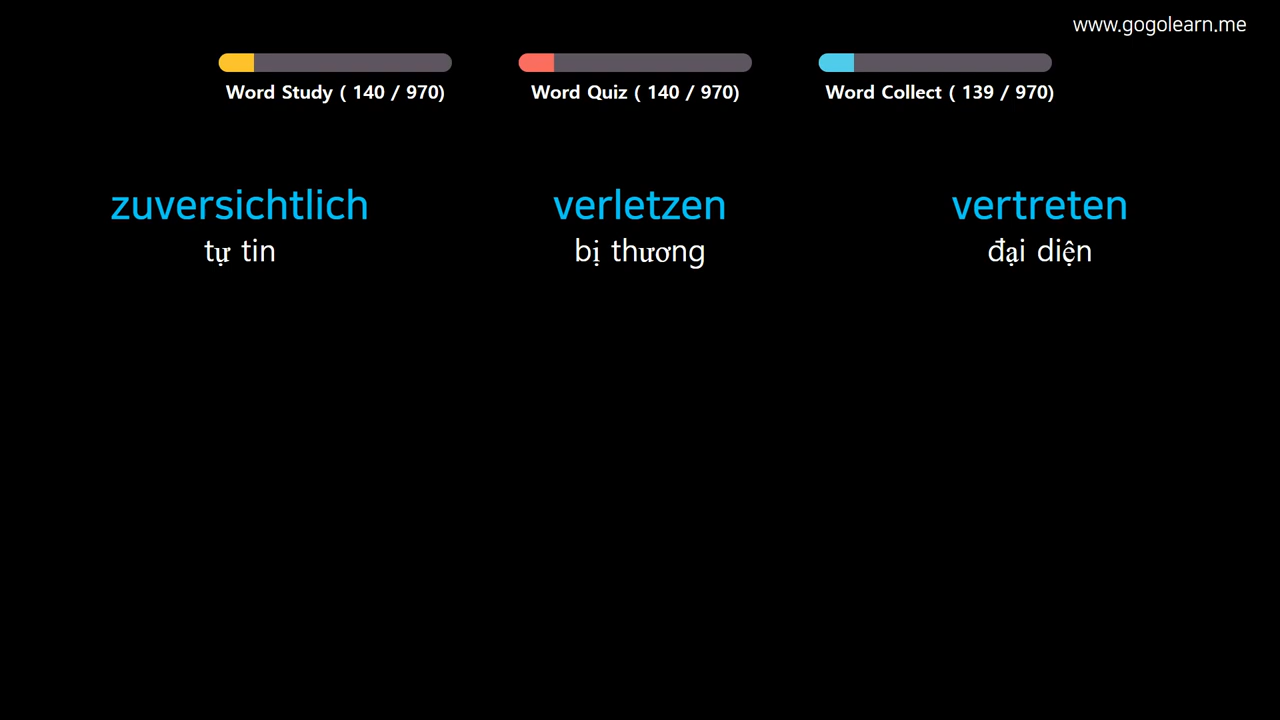 www.gogolearn.me
Word Study ( 140 / 970)
Word Quiz ( 140 / 970)
Word Collect ( 139 / 970)
zuversichtlich
tự tin
verletzen
bị thương
vertreten
đại diện